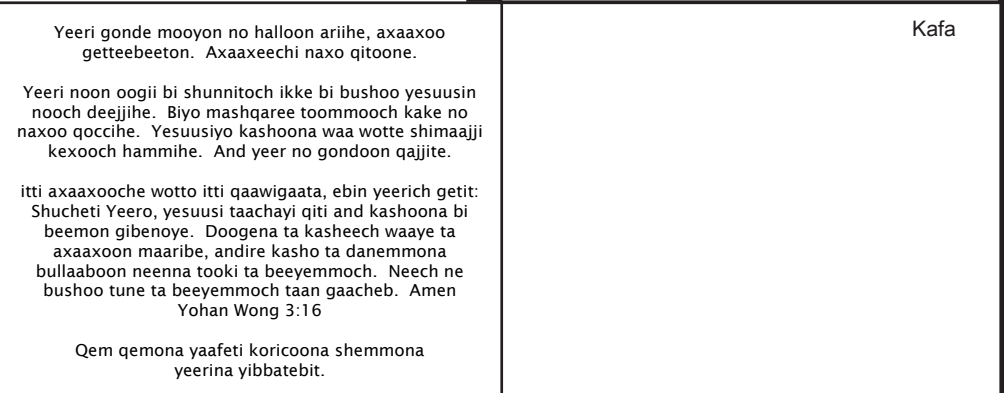 Yeeri gonde mooyon no halloon ariihe, axaaxoo
getteebeeton. Axaaxeechi naxo qitoone.
Yeeri noon oogii bi shunnitoch ikke bi bushoo yesuusin
nooch deejjihe. Biyo mashqaree toommooch kake no
naxoo qoccihe. Yesuusiyo kashoona waa wotte shimaajji
kexooch hammihe. And yeer no gondoon qajjite.
itti axaaxooche wotto itti qaawigaata, ebin yeerich getit:
Shucheti Yeero, yesuusi taachayi qiti and kashoona bi
beemon gibenoye. Doogena ta kasheech waaye ta
axaaxoon maaribe, andire kasho ta danemmona
bullaaboon neenna tooki ta beeyemmoch. Neech ne
bushoo tune ta beeyemmoch taan gaacheb. Amen
Yohan Wong 3:16
Qem qemona yaafeti koricoona shemmona
yeerina yibbatebit.
Kafa